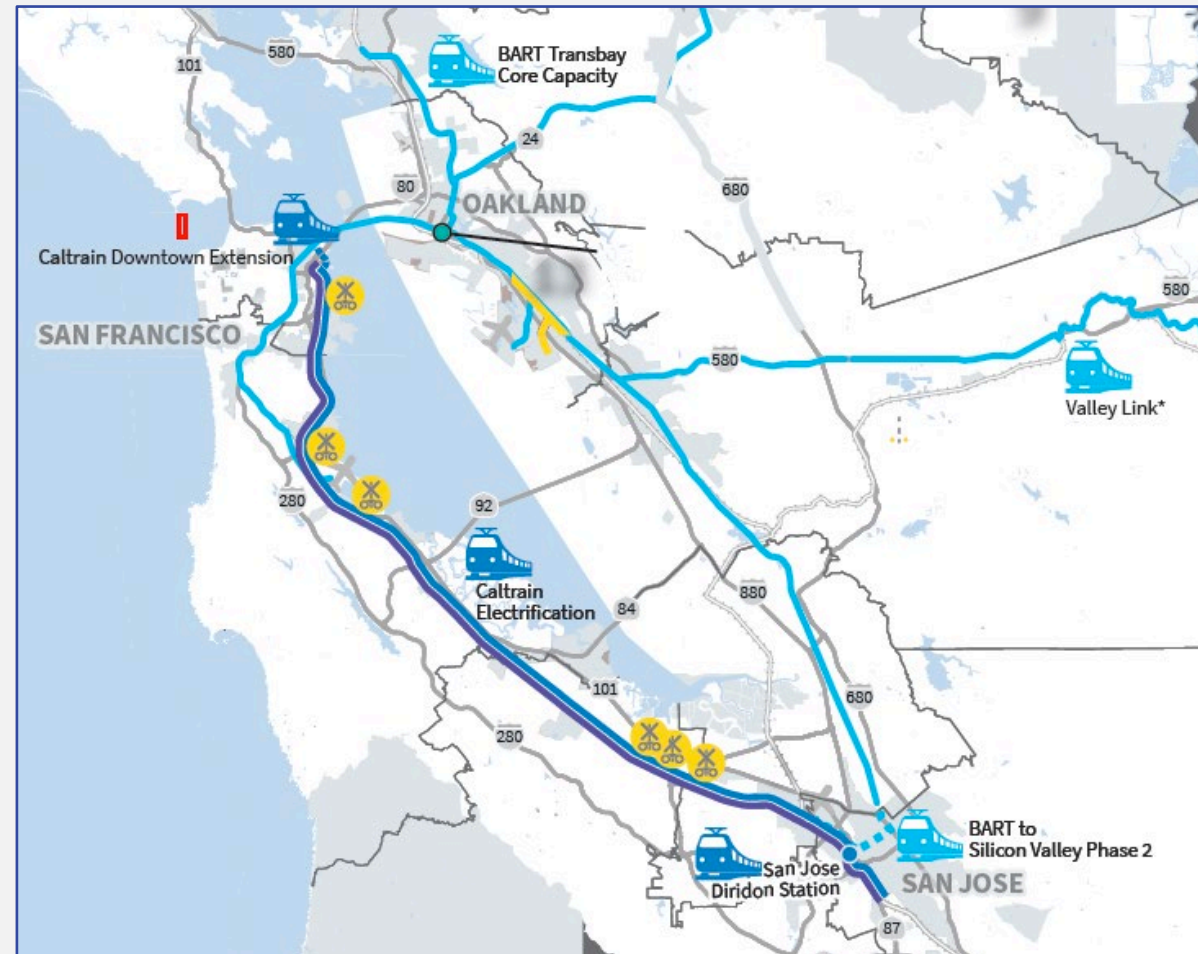 580
101
BART Transbay
Core Capacity
24
80
OAKLAND
680
Caltrain Downtown Extension
580
SAN FRANCISCO
580
Valley Link*
280
92
Caltrain
Electrification
84
880
101
680
280
BART to
Silicon Valley Phase 2
San Jose
Diridon Station
SAN JOSE
87